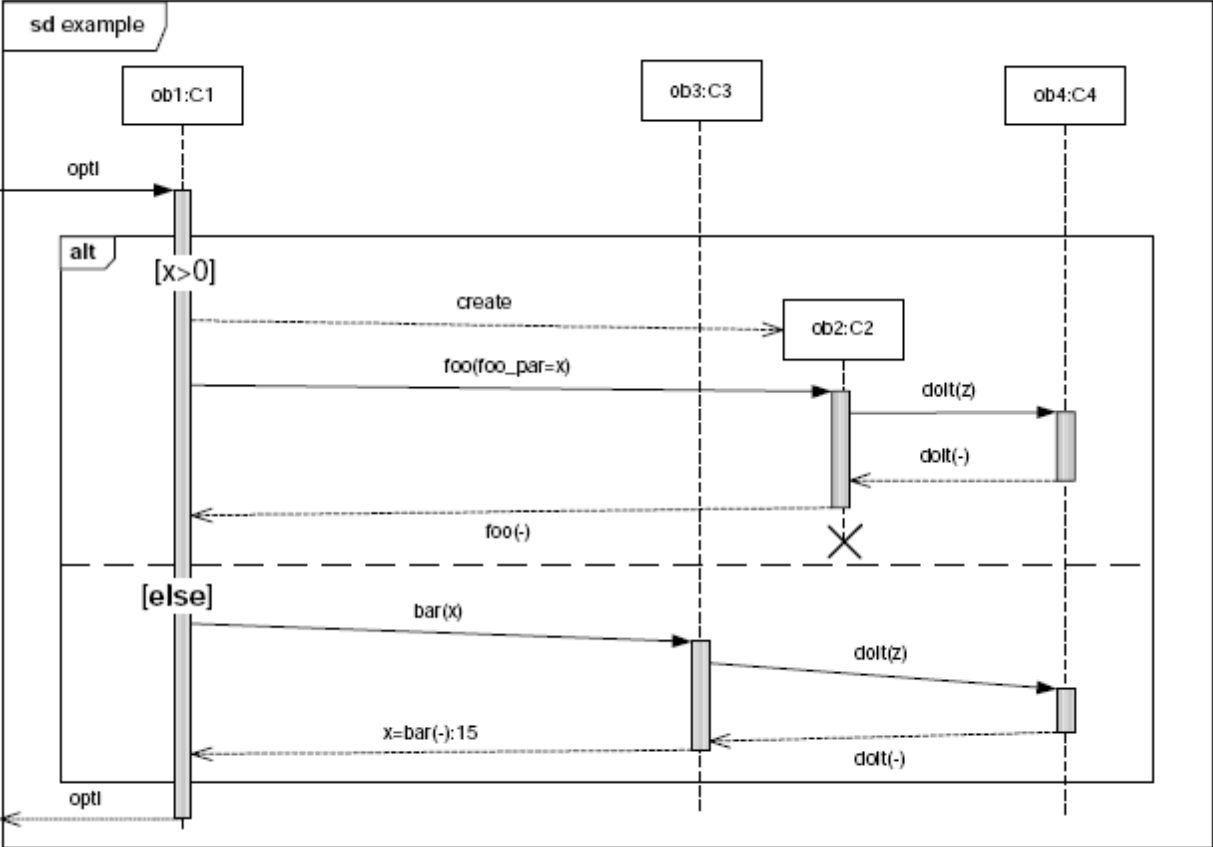 sd example
ob1:C1
ob3:C3
ob4:C4
optI
alt
[x>0]
create
ob2:C2
foo(foo_par=x)
doIt(z)
doIt(-)
foo(-)
[else]
bar(x)
doIt(z)
x=bar(-):15
doIt(-)
optI